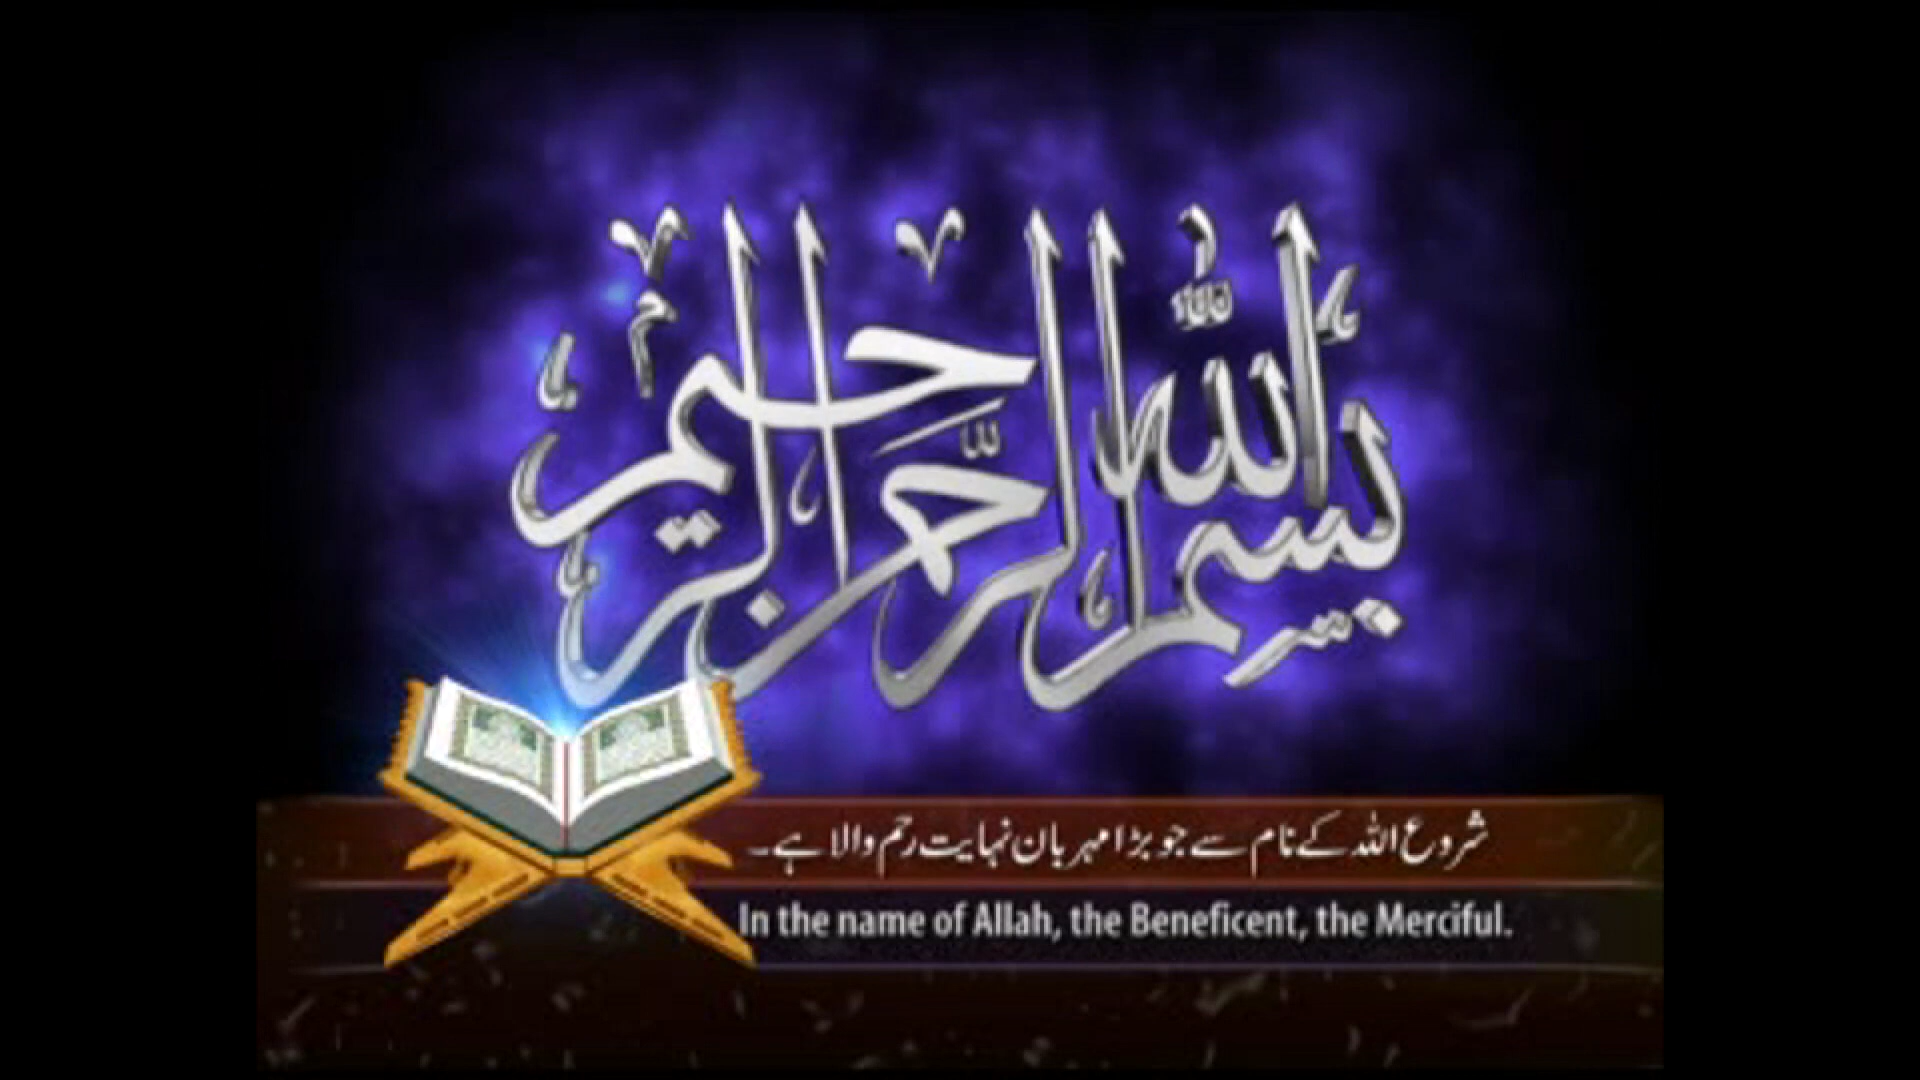 بسم الله الرحمن الرحيم
شروع اللہ کے نام سے جو بڑا مہربان نہایت رحم والا ہے۔
In the name of Allah, the Beneficent, the Merciful.